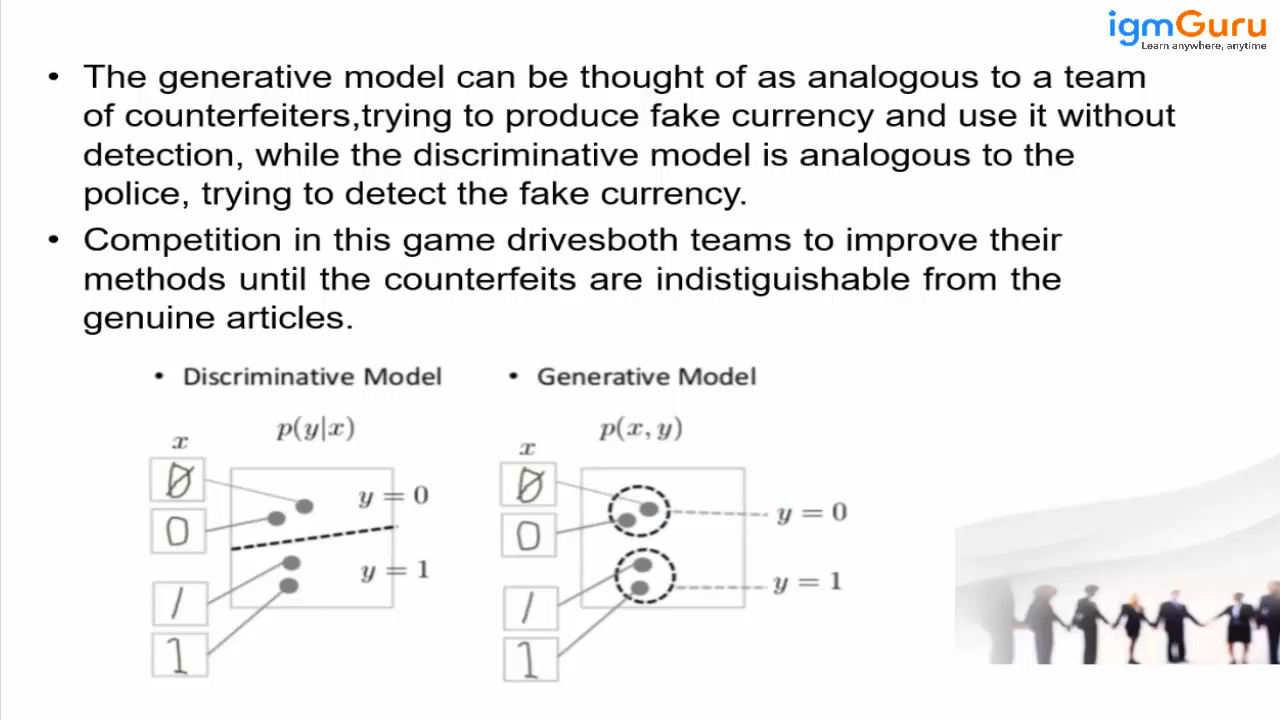 igmGuru
Learn anywhere, anytime
• The generative model can be thought of as analogous to a team
of counterfeiters,trying to produce fake currency and use it without
detection, while the discriminative model is analogous to the
police, trying to detect the fake currency.
• Competition in this game drivesboth teams to improve their
methods until the counterfeits are indistiguishable from the
genuine articles.
• Discriminative Model
p(y|x)
x
0
0
/
1
y = 0
y = 1
• Generative Model
p(x, y)
x
0
0
/
1
y = 0
y = 1